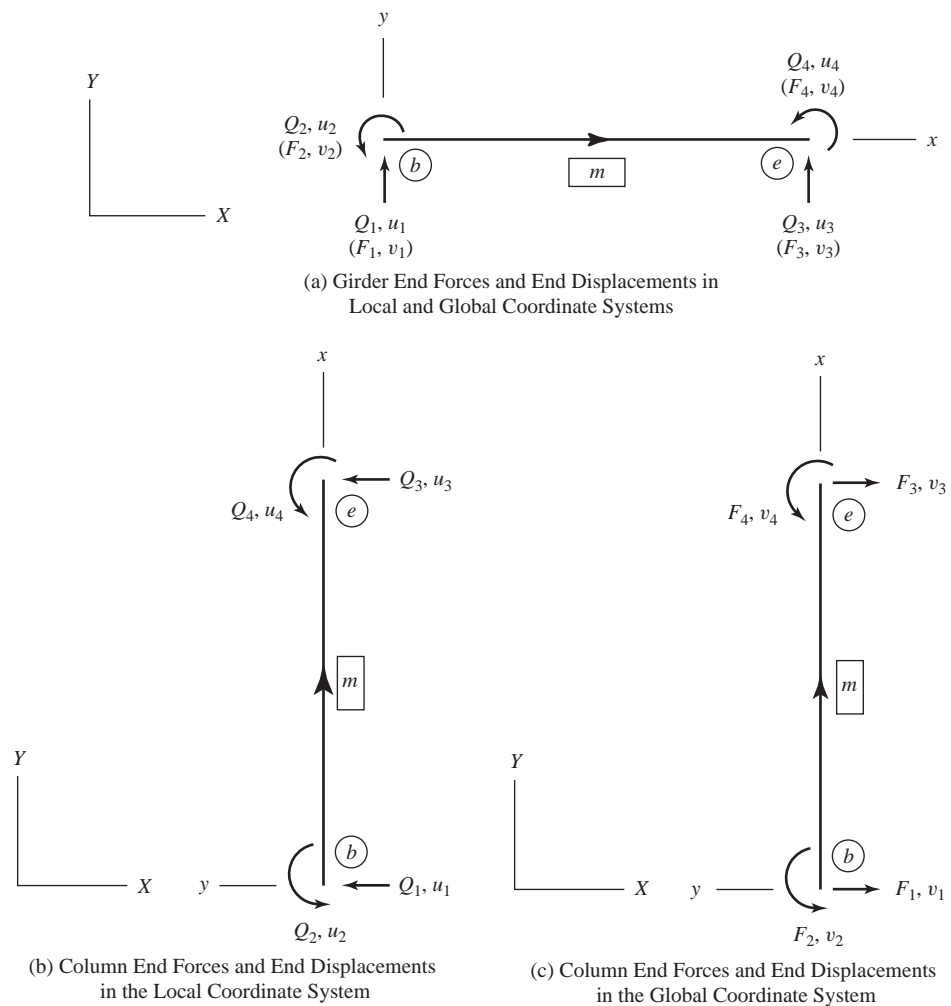 y
Y
X
Q2, u2
(F2, v2)
b
m
e
Q4, u4
(F4, v4)
x
Q1, u1
(F1, v1)
Q3, u3
(F3, v3)
(a) Girder End Forces and End Displacements in
Local and Global Coordinate Systems
x
Q3, u3
Q4, u4
e
m
Y
X
y
b
Q1, u1
Q2, u2
(b) Column End Forces and End Displacements
in the Local Coordinate System
x
F3, v3
F4, v4
e
m
Y
X
y
b
F1, v1
F2, v2
(c) Column End Forces and End Displacements
in the Global Coordinate System